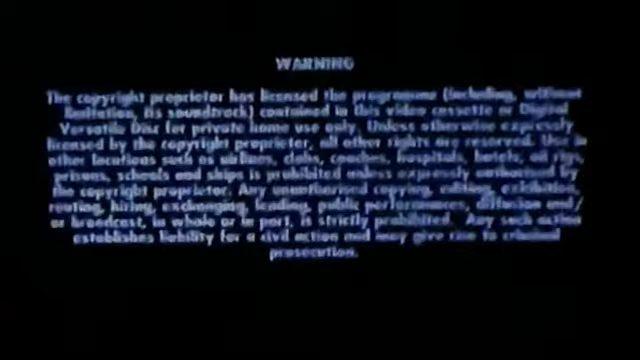 WARNING
The copyright proprietor has licensed the programme (including, without
limitation, its soundtrack) contained in this video cassette or Digital
Versatile Disc for private home use only. Unless otherwise expressly
licensed by the copyright proprietor, all other rights are reserved. Use in
other locations such as airlines, clubs, coaches, hospitals, hotels, oil rigs,
prisons, schools and ships is prohibited unless expressly authorised by
the copyright proprietor. Any unauthorised copying, editing, exhibition,
renting, hiring, exchanging, lending, public performances, diffusion and/
or broadcast, in whole or in part, is strictly prohibited. Any such action
establishes liability for a civil action and may give rise to criminal
prosecution.